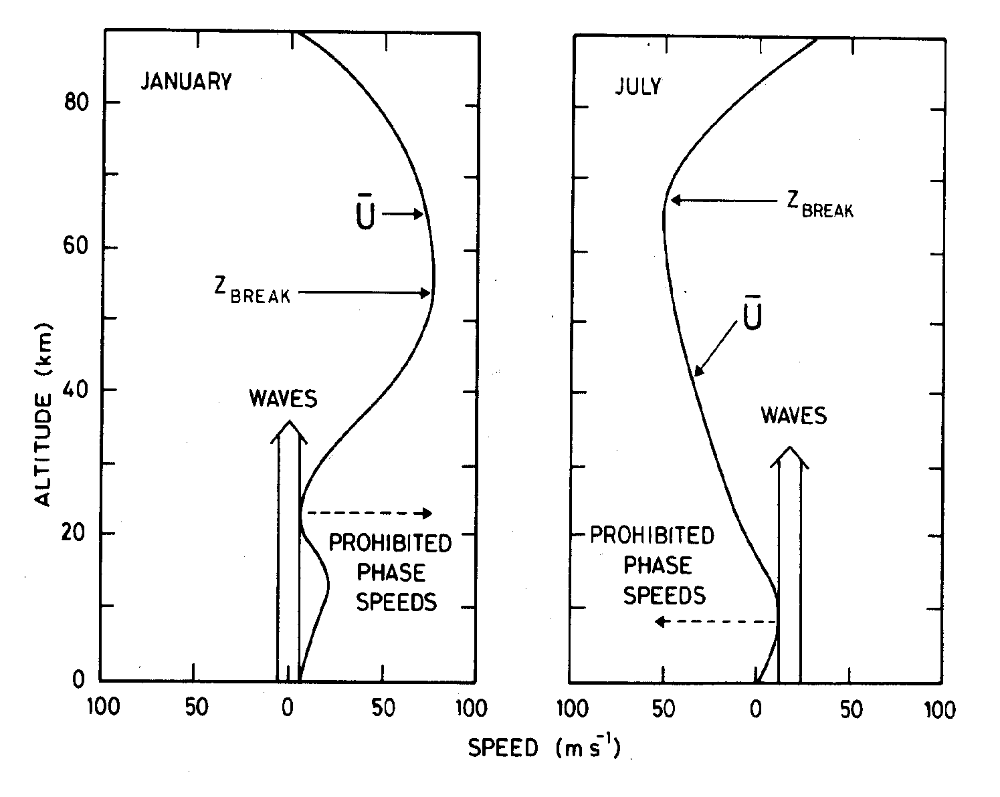 JANUARY
80
Ū
60
Z BREAK
WAVES
40
20
PROHIBITED
PHASE
SPEEDS
0
100 50 0 50 100
ALTITUDE (km)
JULY
Z BREAK
Ū
WAVES
PROHIBITED
PHASE
SPEEDS
100 50 0 50 100
SPEED (m s⁻¹)